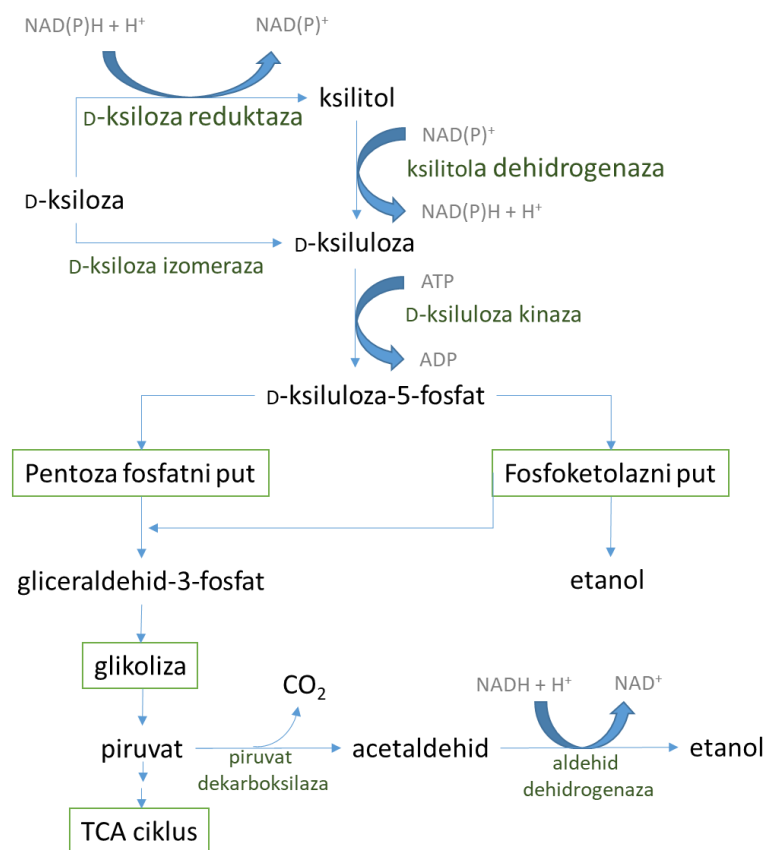 NAD(P)H + H⁺
NAD(P)⁺
ksilitol
D-ksiloza reduktaza
NAD(P)⁺
ksilitola dehidrogenaza
D-ksiloza
NAD(P)H + H⁺
D-ksiluloza
D-ksiloza izomeraza
ATP
D-ksiluloza kinaza
ADP
D-ksiluloza-5-fosfat
Pentoza fosfatni put
Fosfoketolazni put
gliceraldehid-3-fosfat
etanol
glikoliza
CO₂
NADH + H⁺
NAD⁺
piruvat
acetaldehid
etanol
piruvat
dekarboksilaza
aldehid
dehidrogenaza
TCA ciklus